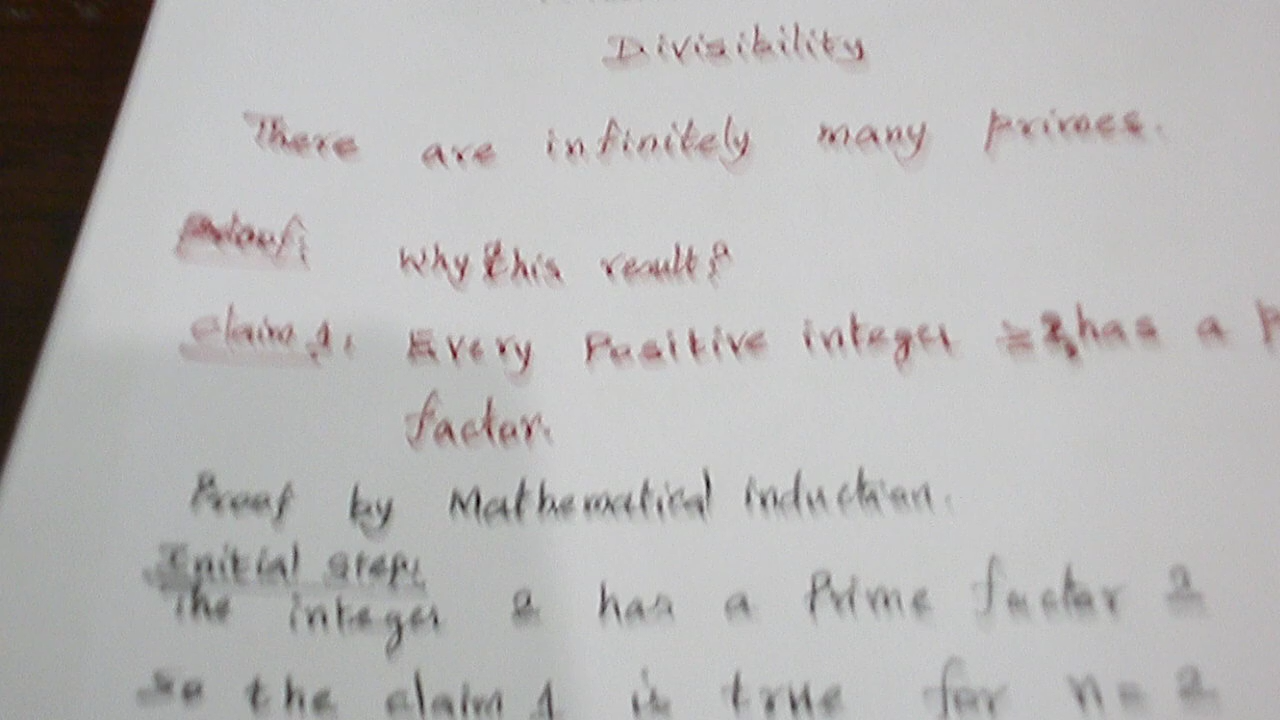 Divisibility
There are infinitely many primes.
Proof: Why this result?
Claim 1: Every Positive integer ≥ 2, has a
factor.
Proof by Mathematical induction.
Initial step:
The integer 2 has a Prime factor 2
so the claim 1 is true for n = 2